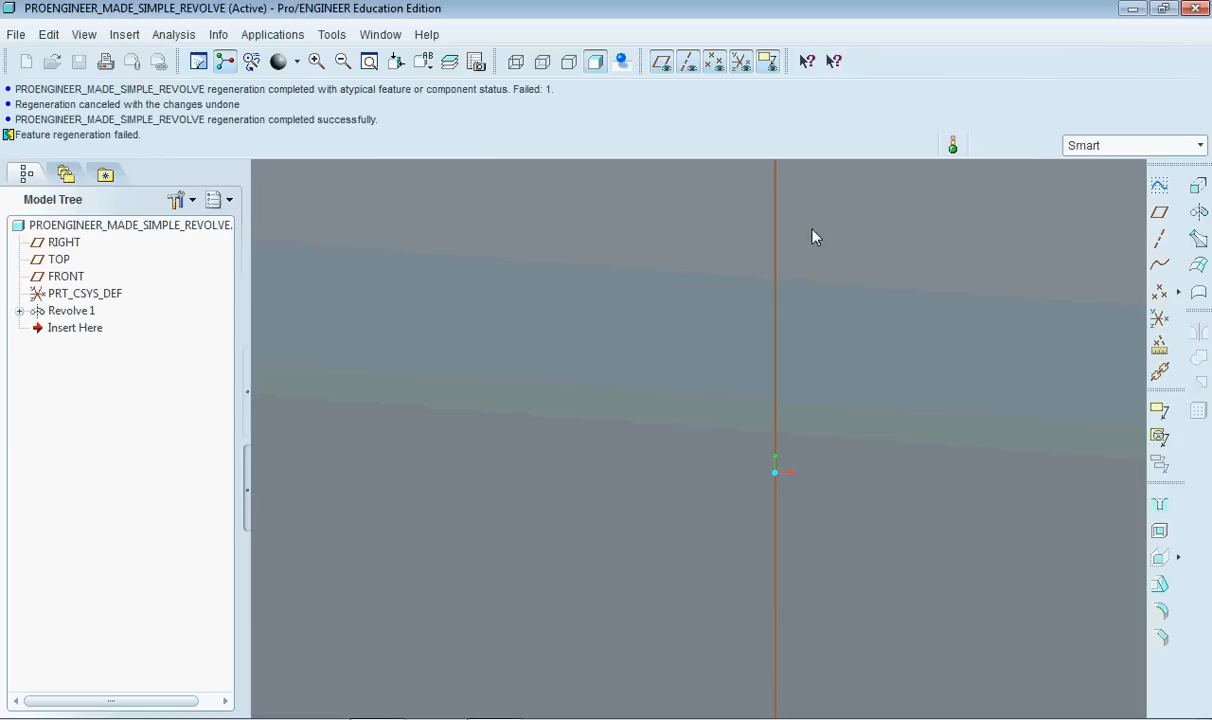 PROENGINEER_MADE_SIMPLE_REVOLVE (Active) - Pro/ENGINEER Education Edition
File Edit View Insert Analysis Info Applications Tools Window Help
PROENGINEER_MADE_SIMPLE_REVOLVE regeneration completed with atypical feature or component status. Failed: 1.
Regeneration canceled with the changes undone
PROENGINEER_MADE_SIMPLE_REVOLVE regeneration completed successfully.
Feature regeneration failed.
Smart
Model Tree
PROENGINEER_MADE_SIMPLE_REVOLVE.
RIGHT
TOP
FRONT
PRT_CSYS_DEF
Revolve 1
Insert Here